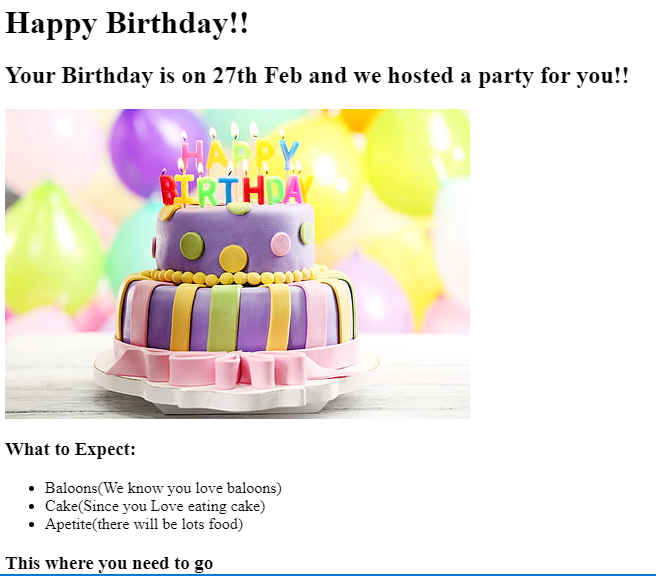 Happy Birthday!!
Your Birthday is on 27th Feb and we hosted a party for you!!
HAPPY
BIRTHDAY
What to Expect:
Baloons(We know you love baloons)
Cake(Since you Love eating cake)
Apetite(there will be lots food)
This where you need to go